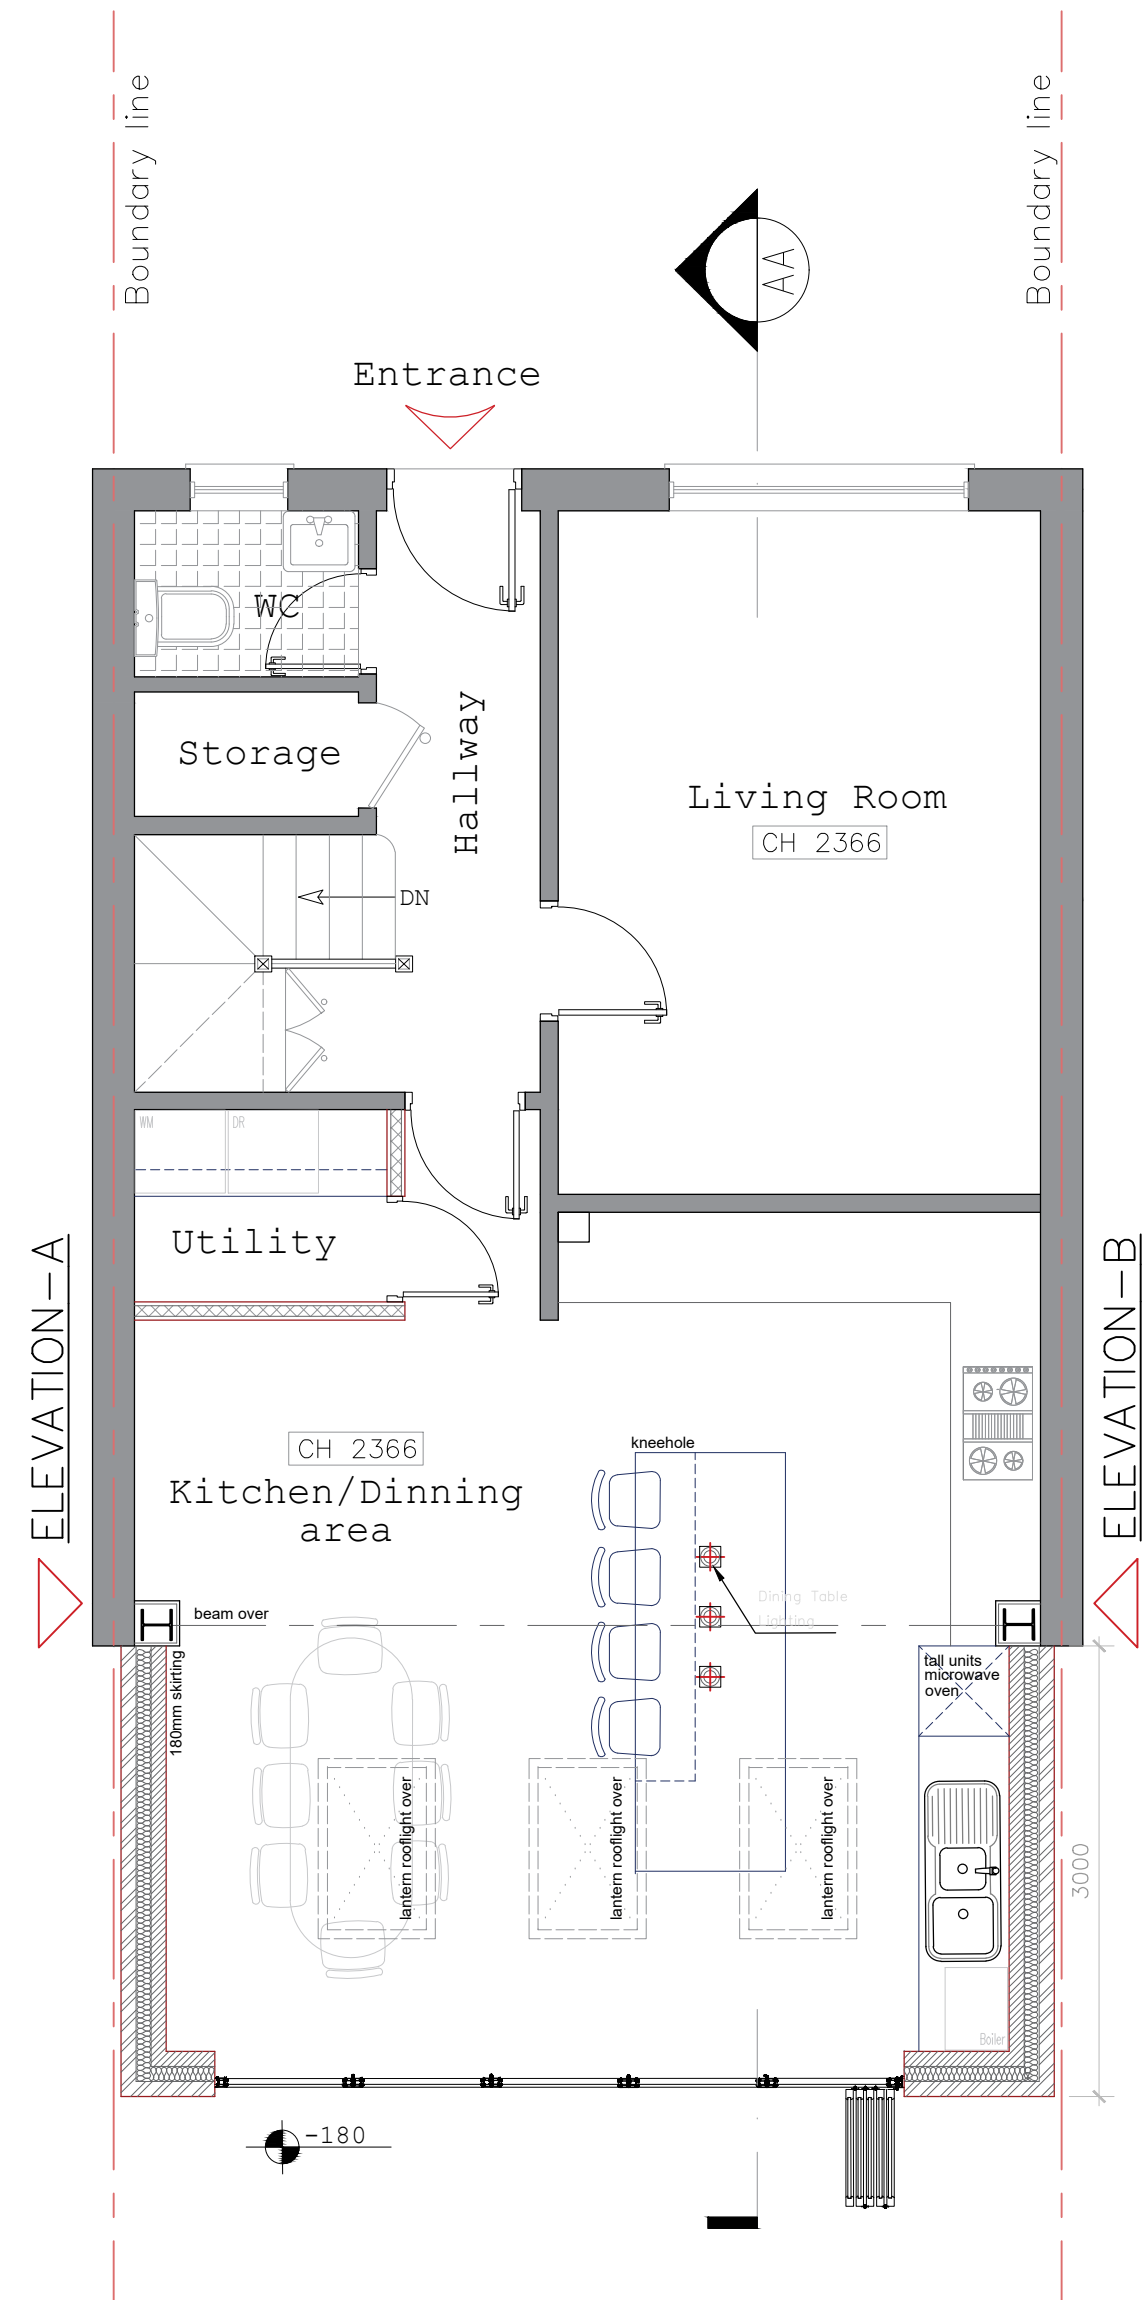 Boundary line
Boundary line
AA
Entrance
WC
Storage
Hallway
Living Room
CH 2366
DN
WM
DR
Utility
ELEVATION-A
ELEVATION-B
CH 2366
Kitchen/Dinning
area
kneehole
Dining Table
Lighting
beam over
180mm skirting
tall units
microwave
oven
lantern rooflight over
lantern rooflight over
lantern rooflight over
3000
Boiler
-180